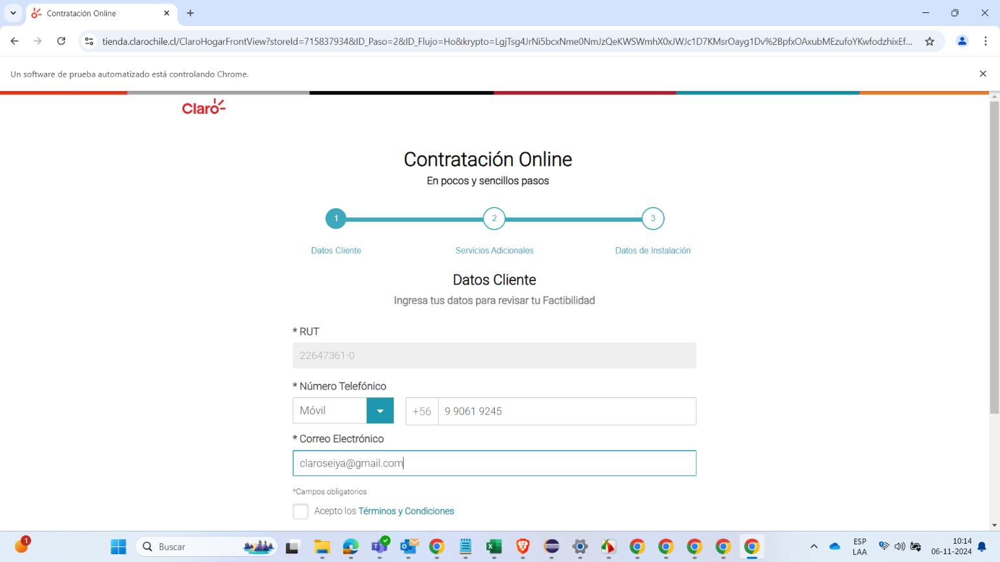 Contratación Online
tienda.clarochile.cl/ClaroHogarFrontView?storeId=715837934&ID_Paso=2&ID_Flujo=Ho&krypto=LgjTsg4JrNi5bcxNme0NmJzQeKWSWmhX0xJWJc1D7KMsrOayg1Dv%2BpfxOAxubMEzufoYKwfodzhixEf...
Un software de prueba automatizado está controlando Chrome.
Claro
Contratación Online
En pocos y sencillos pasos
1 2 3
Datos Cliente Servicios Adicionales Datos de Instalación
Datos Cliente
Ingresa tus datos para revisar tu Factibilidad
* RUT
22647361-0
* Número Telefónico
Móvil +56 9 9061 9245
* Correo Electrónico
claroseiya@gmail.com
*Campos obligatorios
Acepto los Términos y Condiciones
1 Buscar ESP 10:14
LAA 06-11-2024